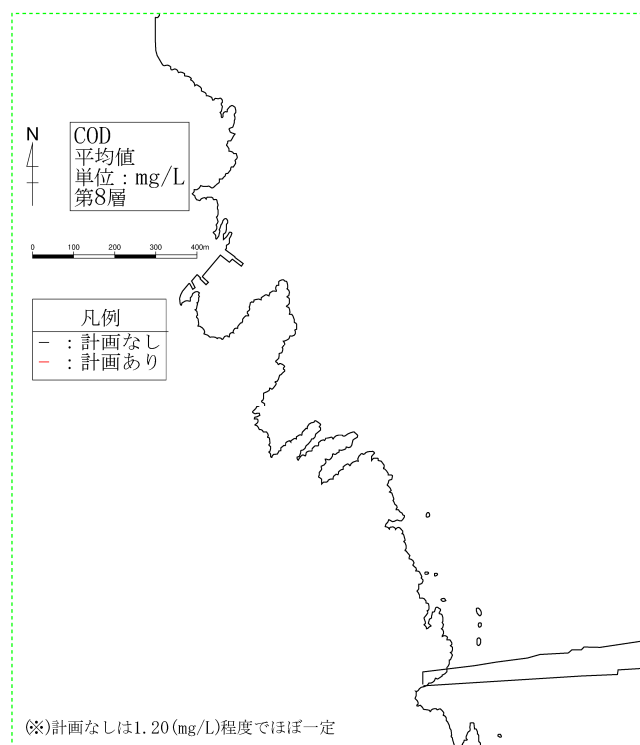 N
COD
平均値
単位：mg/L
第8層
0 100 200 300 400m
凡例
－ ：計画なし
－ ：計画あり
(※)計画なしは1.20(mg/L)程度でほぼ一定